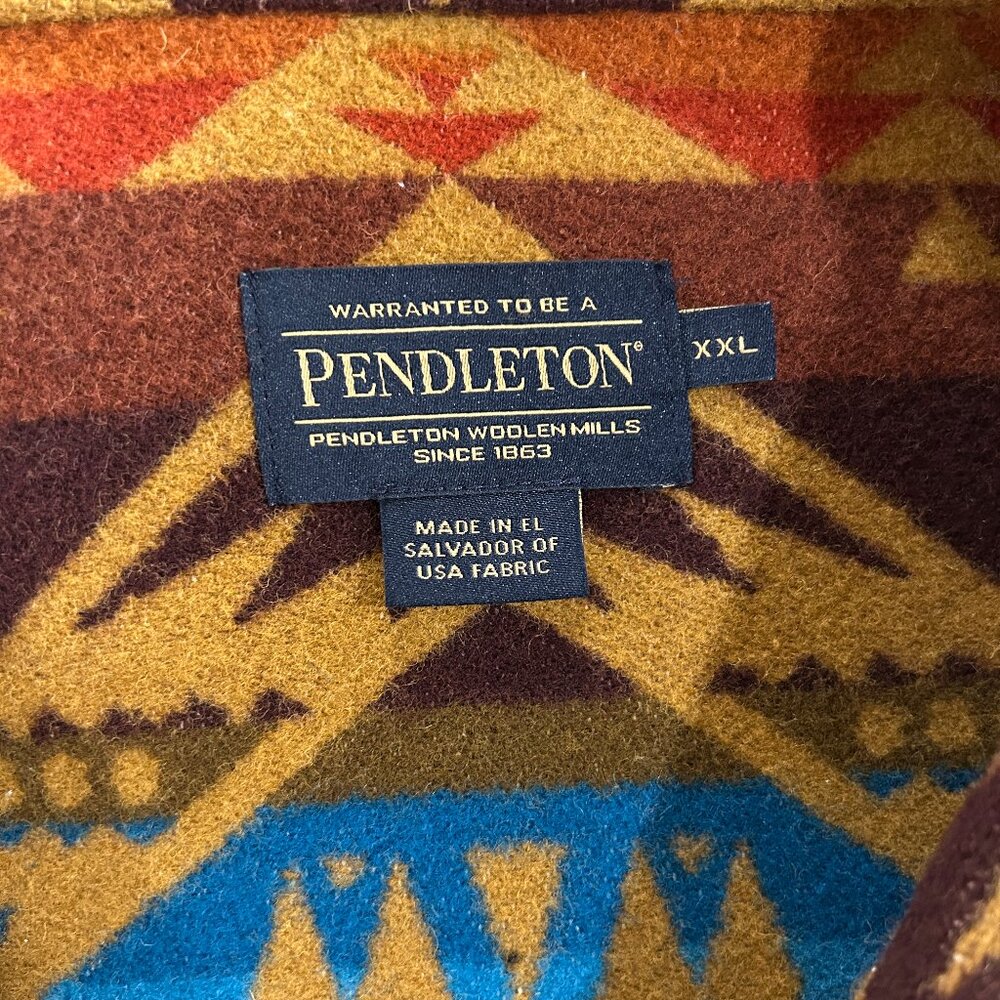 WARRANTED TO BE A
PENDLETON®
XXL
PENDLETON WOOLEN MILLS
SINCE 1863
MADE IN EL
SALVADOR OF
USA FABRIC